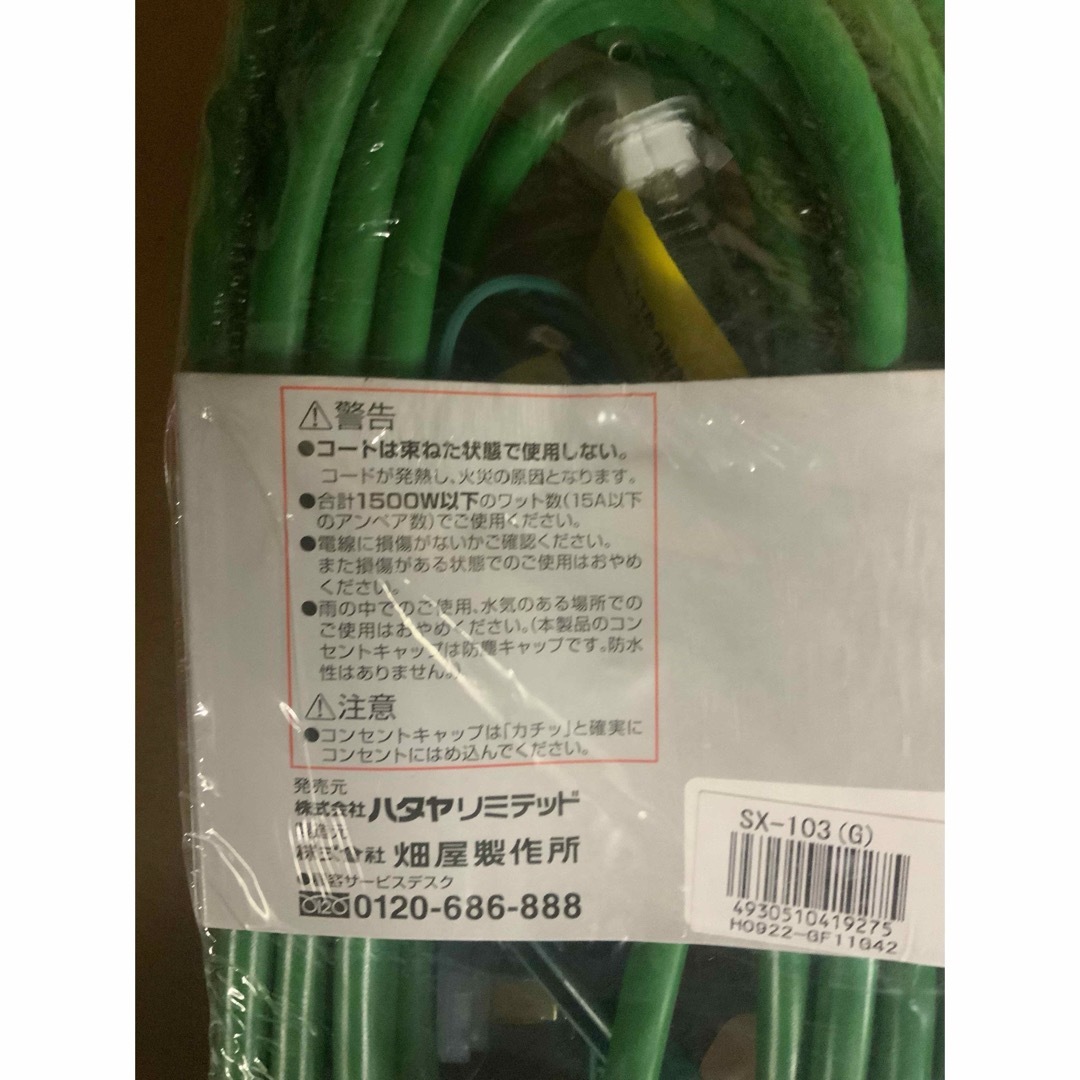 警告
●コードは束ねた状態で使用しない。
コードが発熱し、火災の原因となります。
●合計1500W以下のワット数(15A以下
のアンペア数)でご使用ください。
●電線に損傷がないかご確認ください。
また損傷がある状態でのご使用はおやめ
ください。
●雨の中でのご使用、水気のある場所での
ご使用はおやめください。(本製品のコン
セントキャップは防塵キャップです。防水
性はありません。)
注意
●コンセントキャップは「カチッ」と確実に
コンセントにはめ込んでください。
発売元
株式会社 ハタヤリミテッド
株式会社 畑屋製作所
サービスデスク
0120-686-888
SX-103(G)
4930510419275
H0922-GF11G42